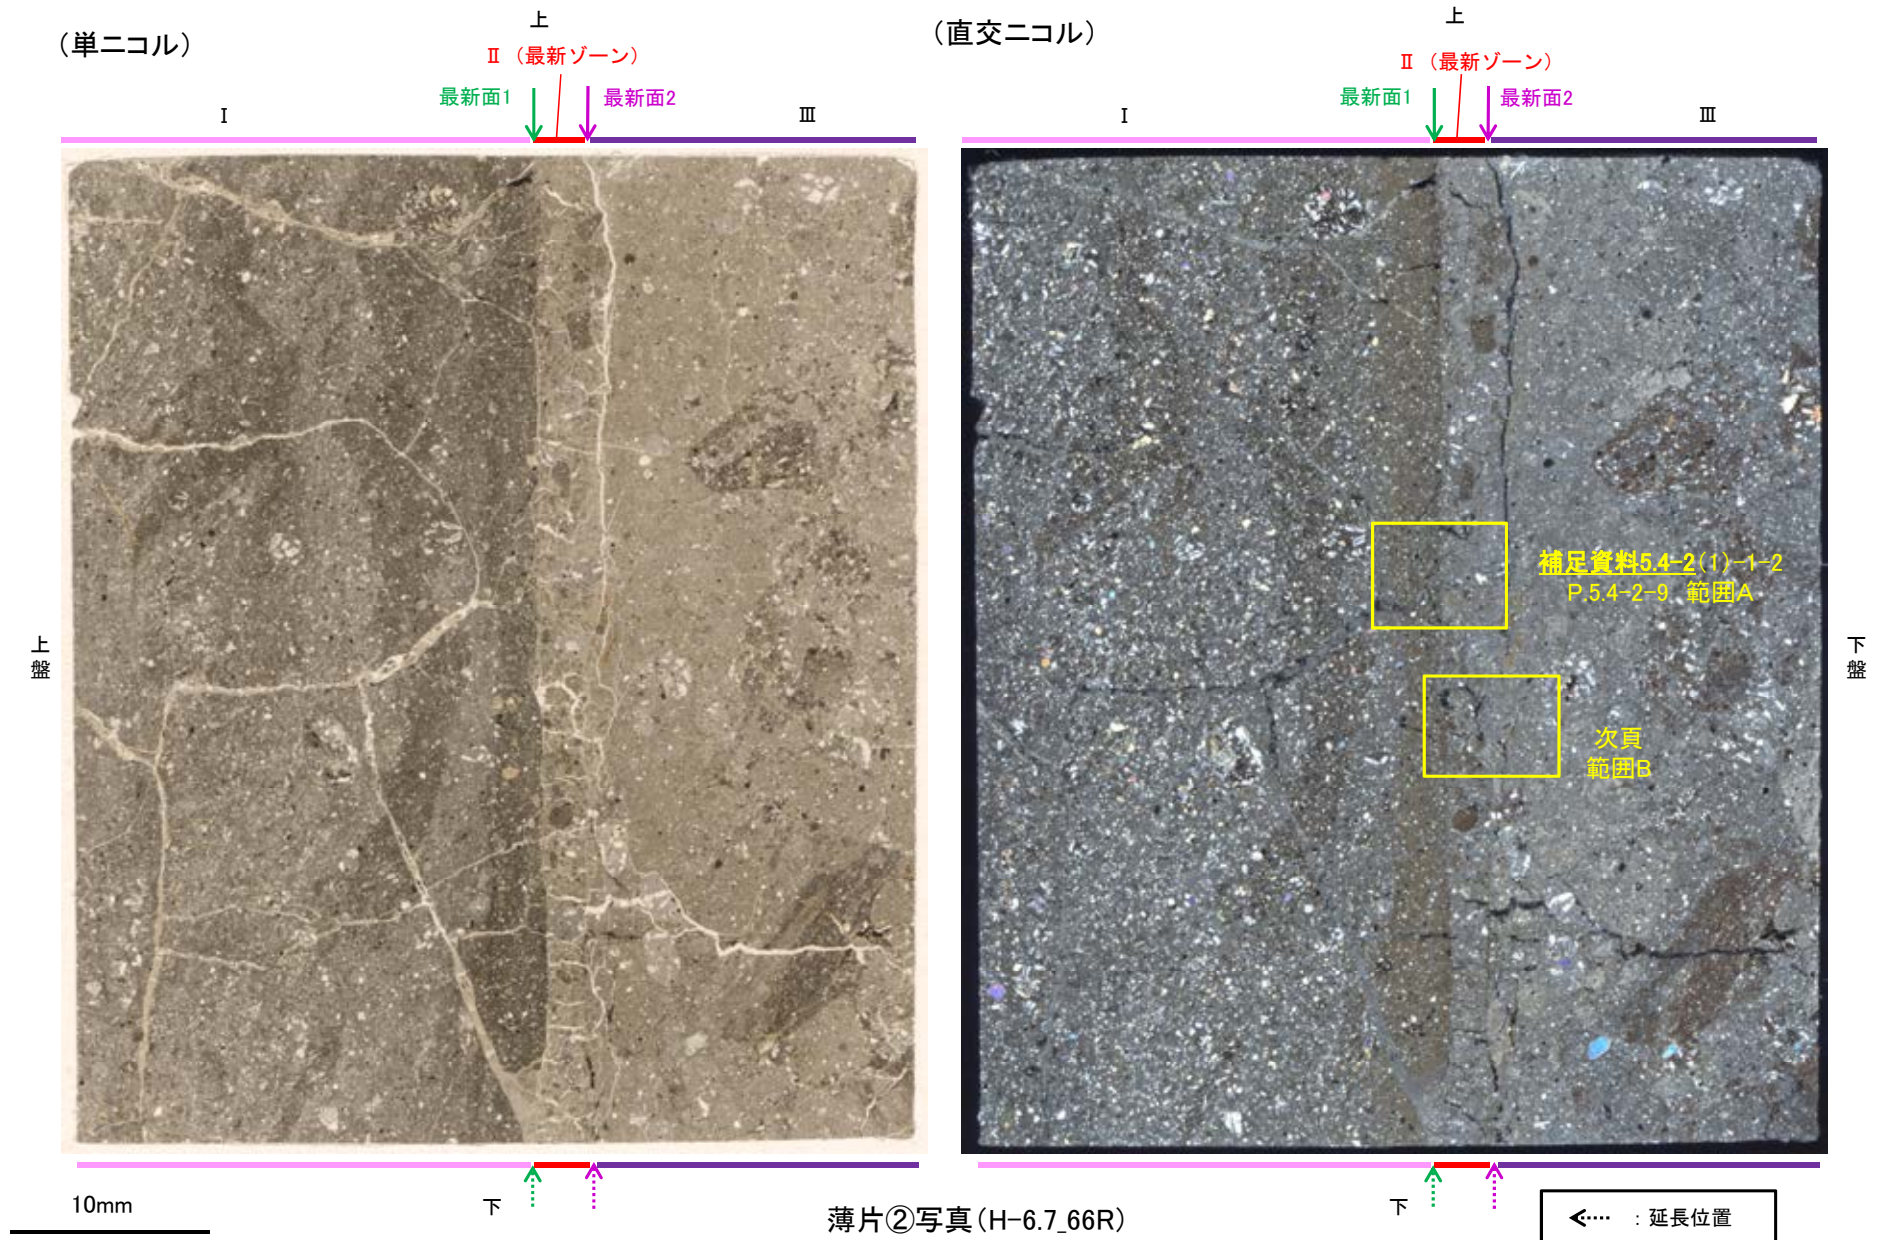 （単ニコル）
上
Ⅱ（最新ゾーン）
最新面1
最新面2
Ⅰ
Ⅲ
（直交ニコル）
上
Ⅱ（最新ゾーン）
最新面1
最新面2
Ⅰ
Ⅲ
上盤
補足資料5.4-2(1)-1-2
P.5.4-2-9 範囲A
次頁
範囲B
下盤
10mm
下
薄片②写真（H-6.7_66R）
下
：延長位置